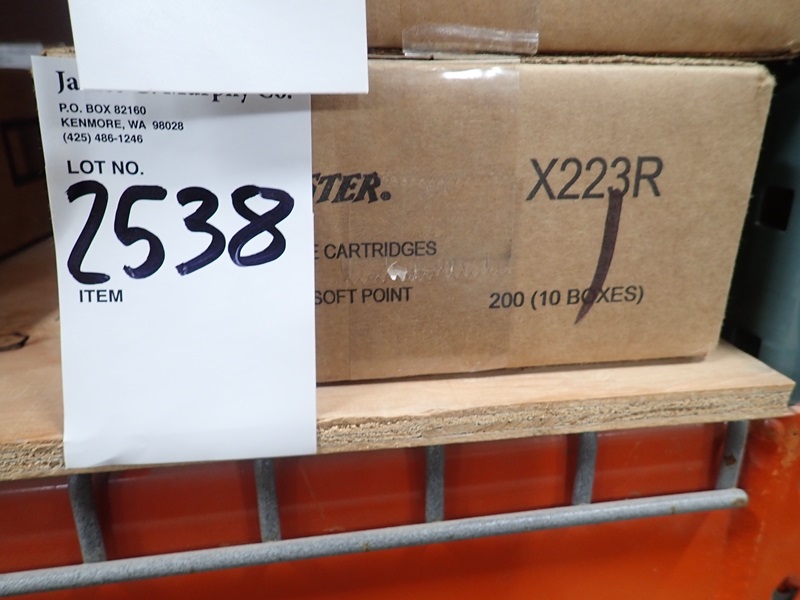 P.O. BOX 82160
KENMORE, WA 98028
(425) 486-1246
LOT NO.
2538
ITEM
X223R
CARTRIDGES
SOFT POINT
200 (10 BOXES)